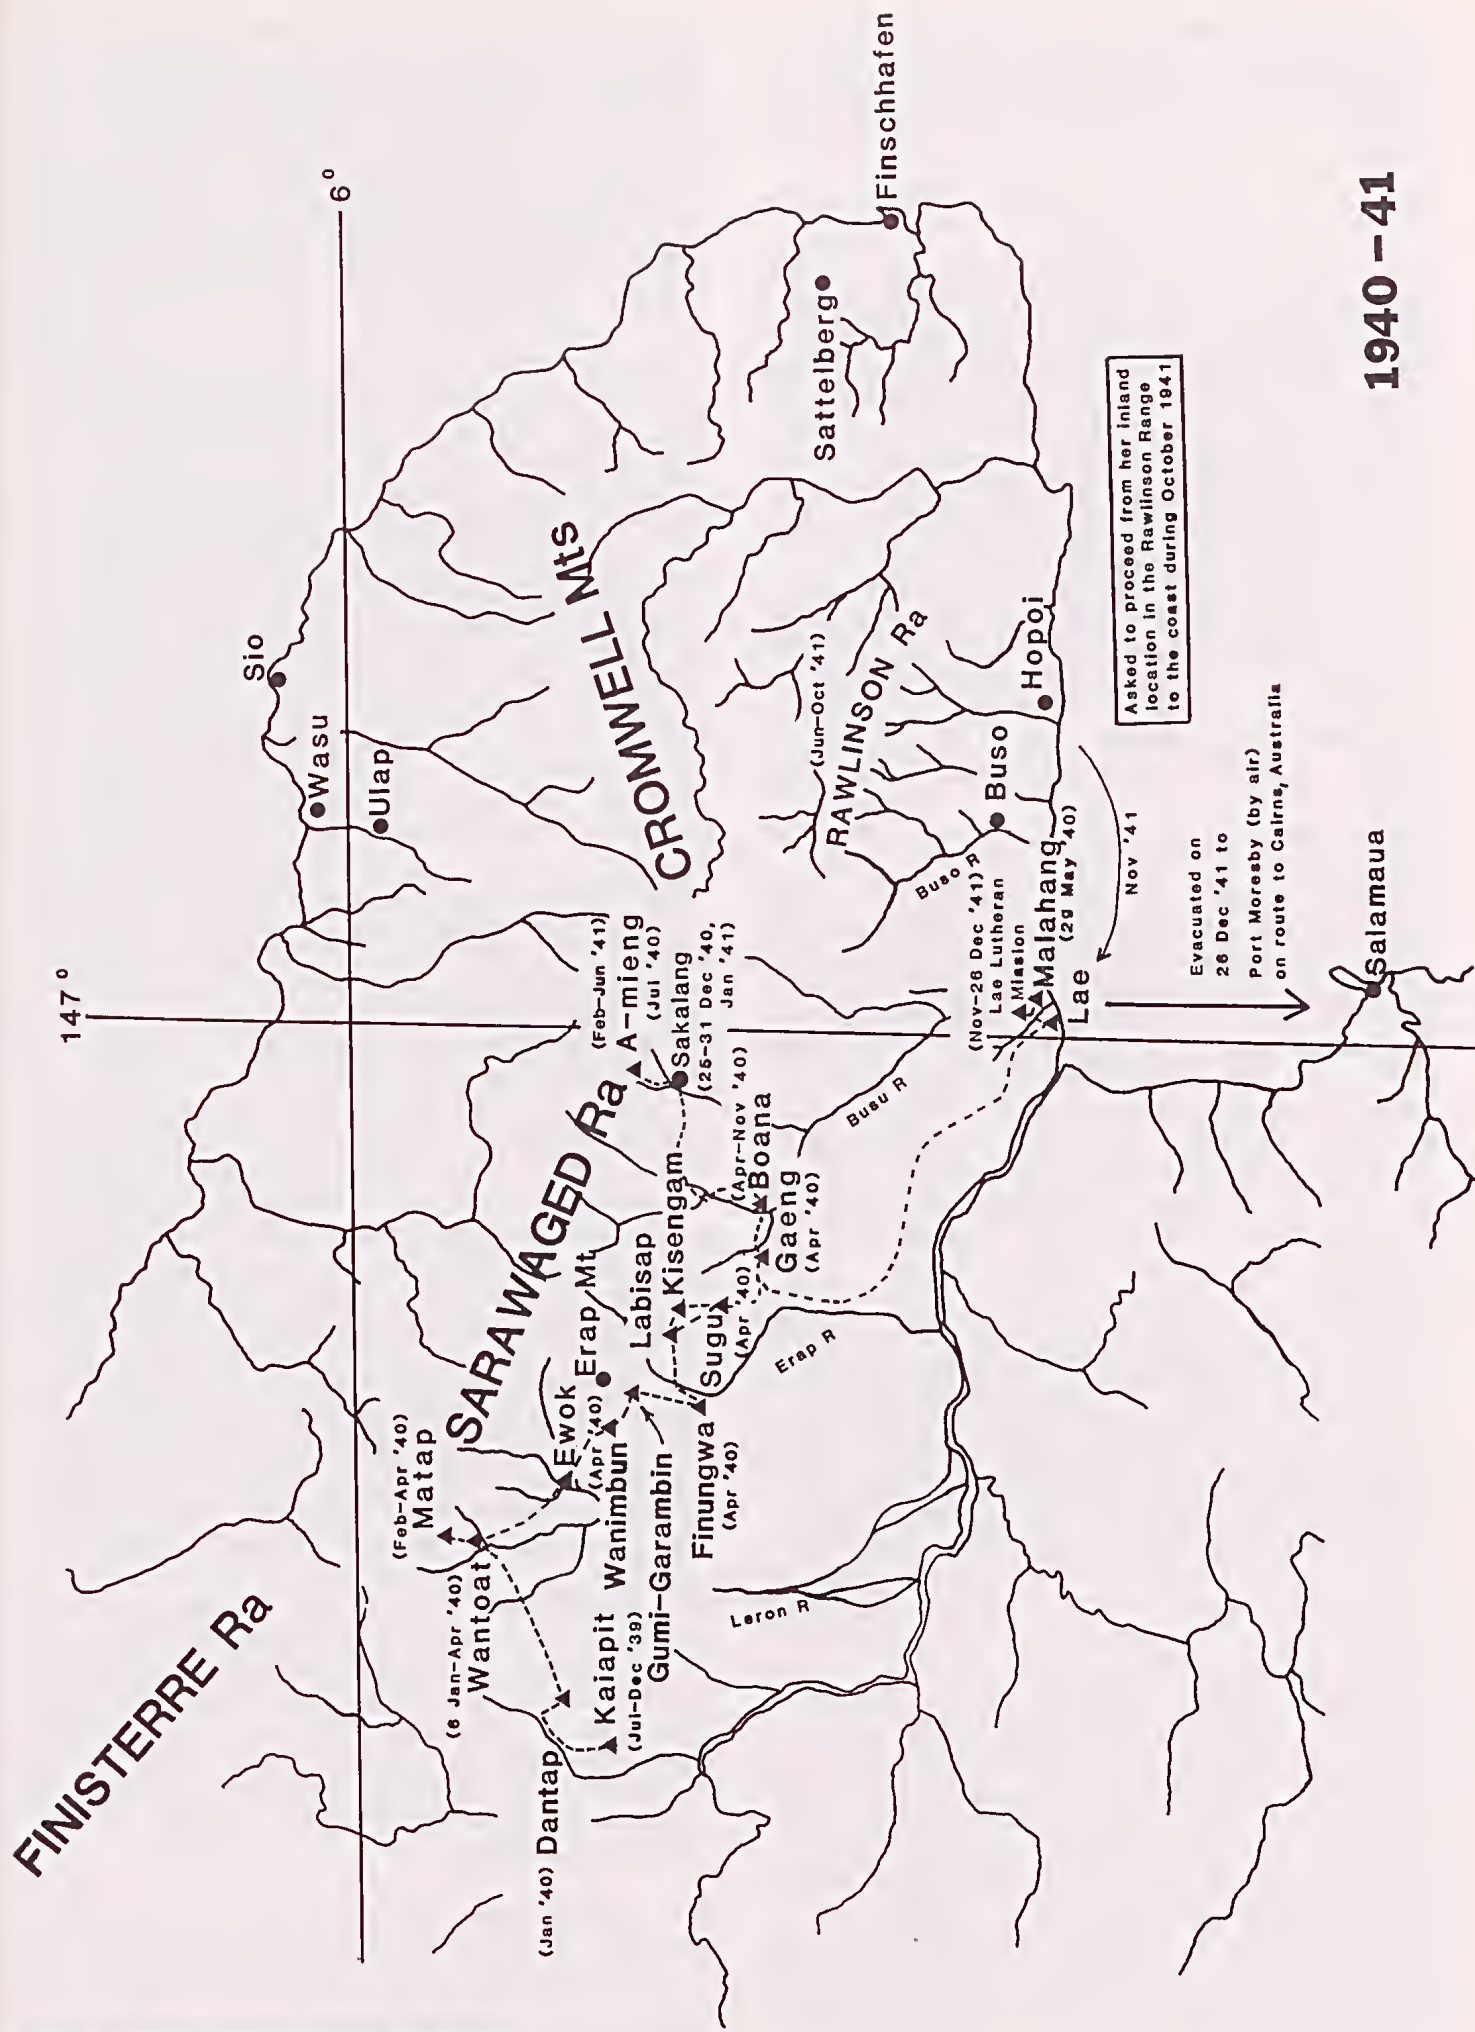 FINISTERRE Ra
147°
6°
Sio
Wasu
Ulap
CROMWELL Mts
Sattelberg
Finschhafen
SARAWAGED Ra
(Feb-Apr '40)
Matap
(6 Jan-Apr '40)
Wantoat
(Jan '40) Dantap
Kaiapit
(Jul-Dec '39)
Ewok
(Apr '40)
Wanimbun
Gumi-Garambin
Erap Mt
Labisap
Kisengam
Finungwa
(Apr '40)
Sugu
(Apr '40)
(Feb-Jun '41)
A-mieng
(Jul '40)
Sakalang
(25-31 Dec '40,
Jan '41)
(Apr-Nov '40)
Boana
Gaeng
(Apr '40)
Leron R
Erap R
Busu R
Buso R
(Jun-Oct '41)
RAWLINSON Ra
Buso
Hopoi
(Nov-26 Dec '41)
Lae Lutheran
Mission
Malahang
(29 May '40)
Lae
Nov '41
Asked to proceed from her inland
location in the Rawlinson Range
to the coast during October 1941
Evacuated on
26 Dec '41 to
Port Moresby (by air)
on route to Cairns, Australia
Salamaua
1940-41